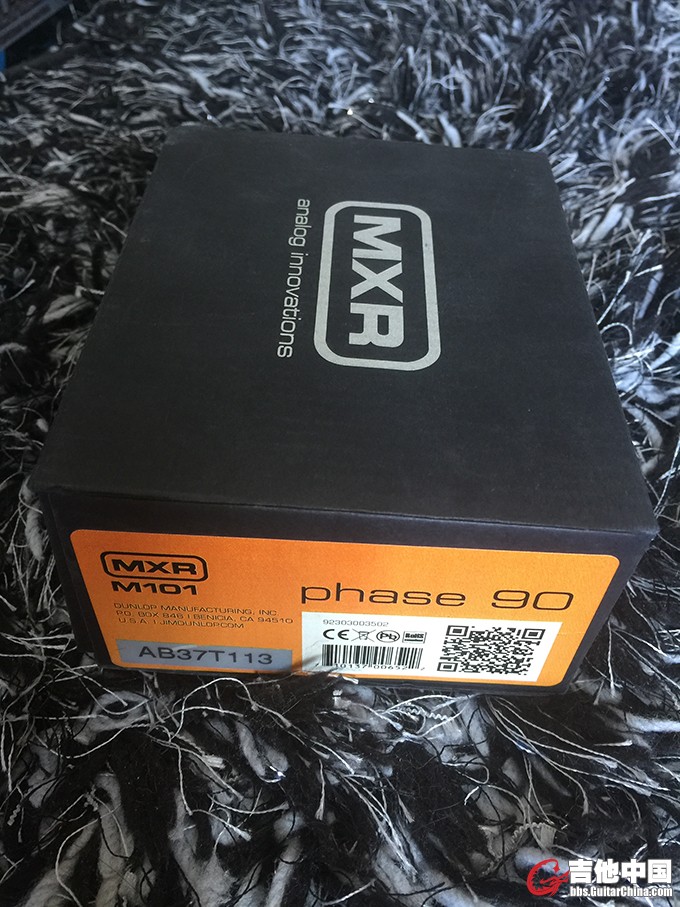 MXR
analog innovations
MXR
M101
phase 90
DUNLOP MANUFACTURING, INC.
P.O. BOX 846 | BENICIA, CA 94510
U.S.A. | JIMDUNLOP.COM
AB37T113
92303003502
CE
Pb
RoHS
吉他中国
bbs.GuitarChina.com